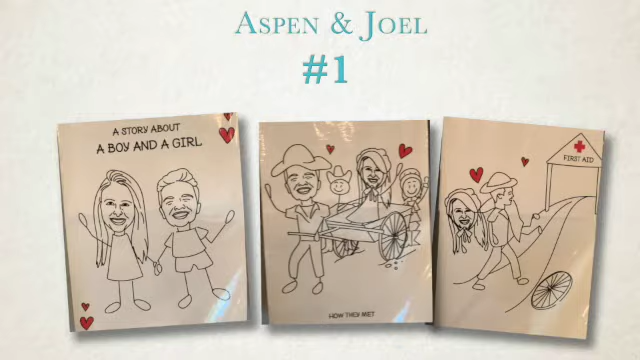 ASPEN & JOEL
#1
A STORY ABOUT
A BOY AND A GIRL
HOW THEY MET
FIRST AID